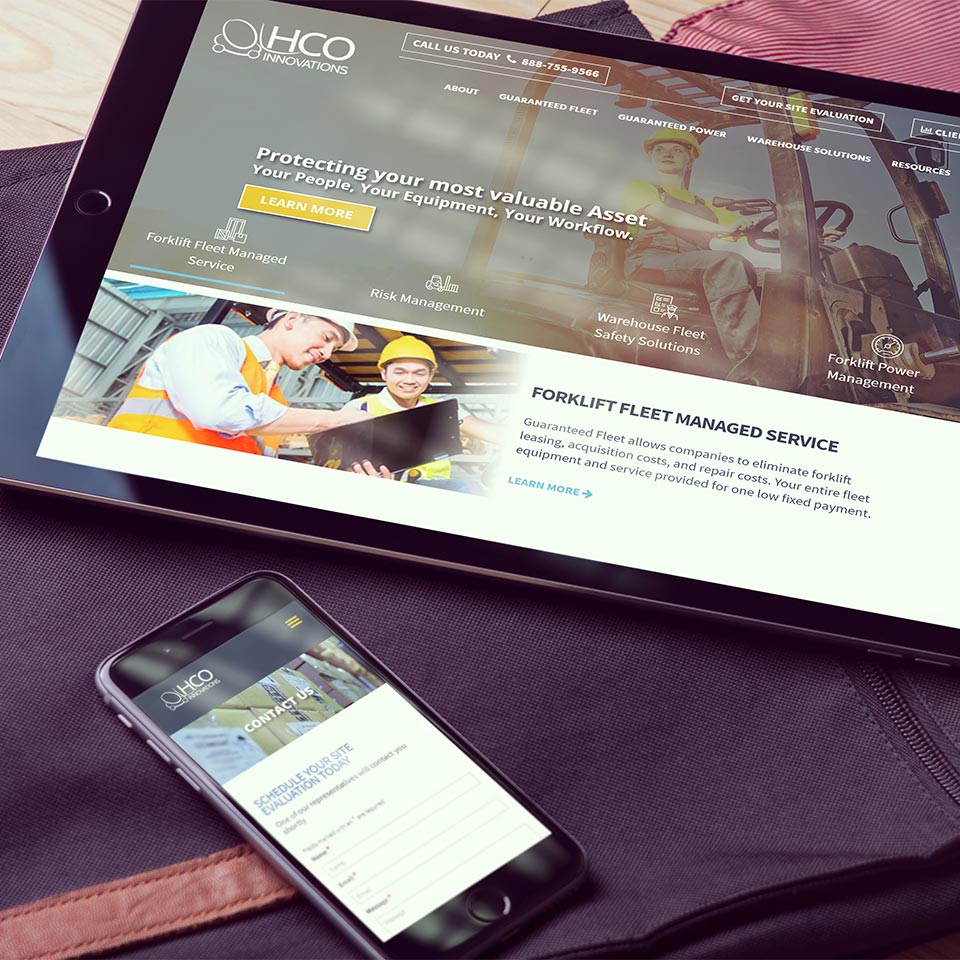 HCO
INNOVATIONS
CALL US TODAY 888-755-9566
GET YOUR SITE EVALUATION
CLIE
ABOUT GUARANTEED FLEET GUARANTEED POWER WAREHOUSE SOLUTIONS RESOURCES
Protecting your most valuable Asset
Your People, Your Equipment, Your Workflow.
LEARN MORE
Forklift Fleet Managed
Service
Risk Management
Warehouse Fleet
Safety Solutions
Forklift Power
Management
FORKLIFT FLEET MANAGED SERVICE
Guaranteed Fleet allows companies to eliminate forklift
leasing, acquisition costs, and repair costs. Your entire fleet
equipment and service provided for one low fixed payment.
LEARN MORE
HCO
INNOVATIONS
CONTACT US
SCHEDULE YOUR SITE
EVALUATION TODAY
One of our representatives will contact you
shortly
Fields marked with an * are required
Name *
Name
Email *
Email
Message *
Message